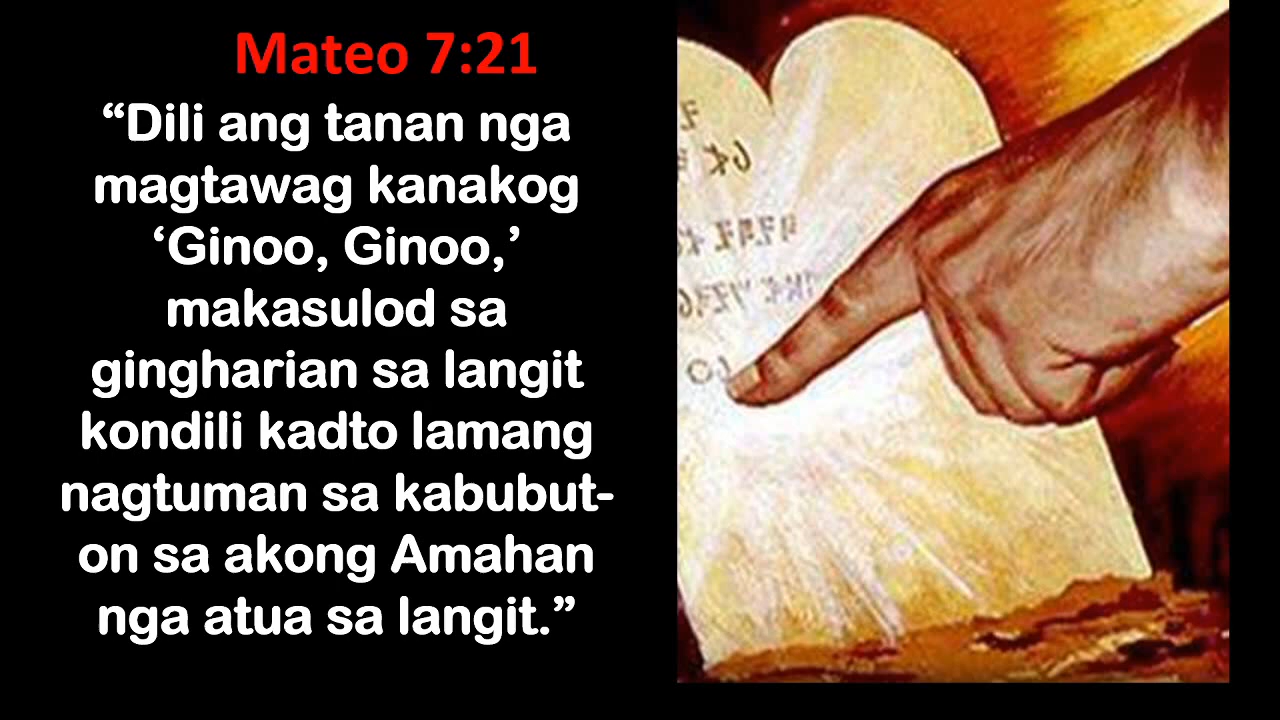 Mateo 7:21
“Dili ang tanan nga
magtawag kanakog
‘Ginoo, Ginoo,’
makasulod sa
gingharian sa langit
kondili kadto lamang
nagtuman sa kabubut-
on sa akong Amahan
nga atua sa langit.”